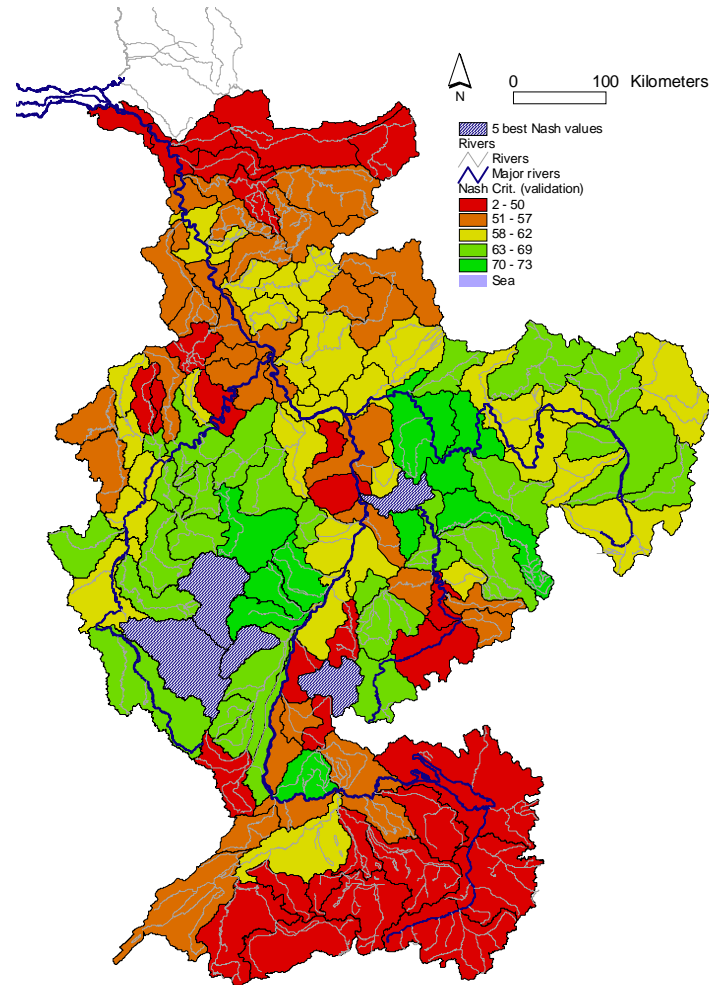 N
0 100 Kilometers
5 best Nash values
Rivers
Rivers
Major rivers
Nash Crit. (validation)
2 - 50
51 - 57
58 - 62
63 - 69
70 - 73
Sea